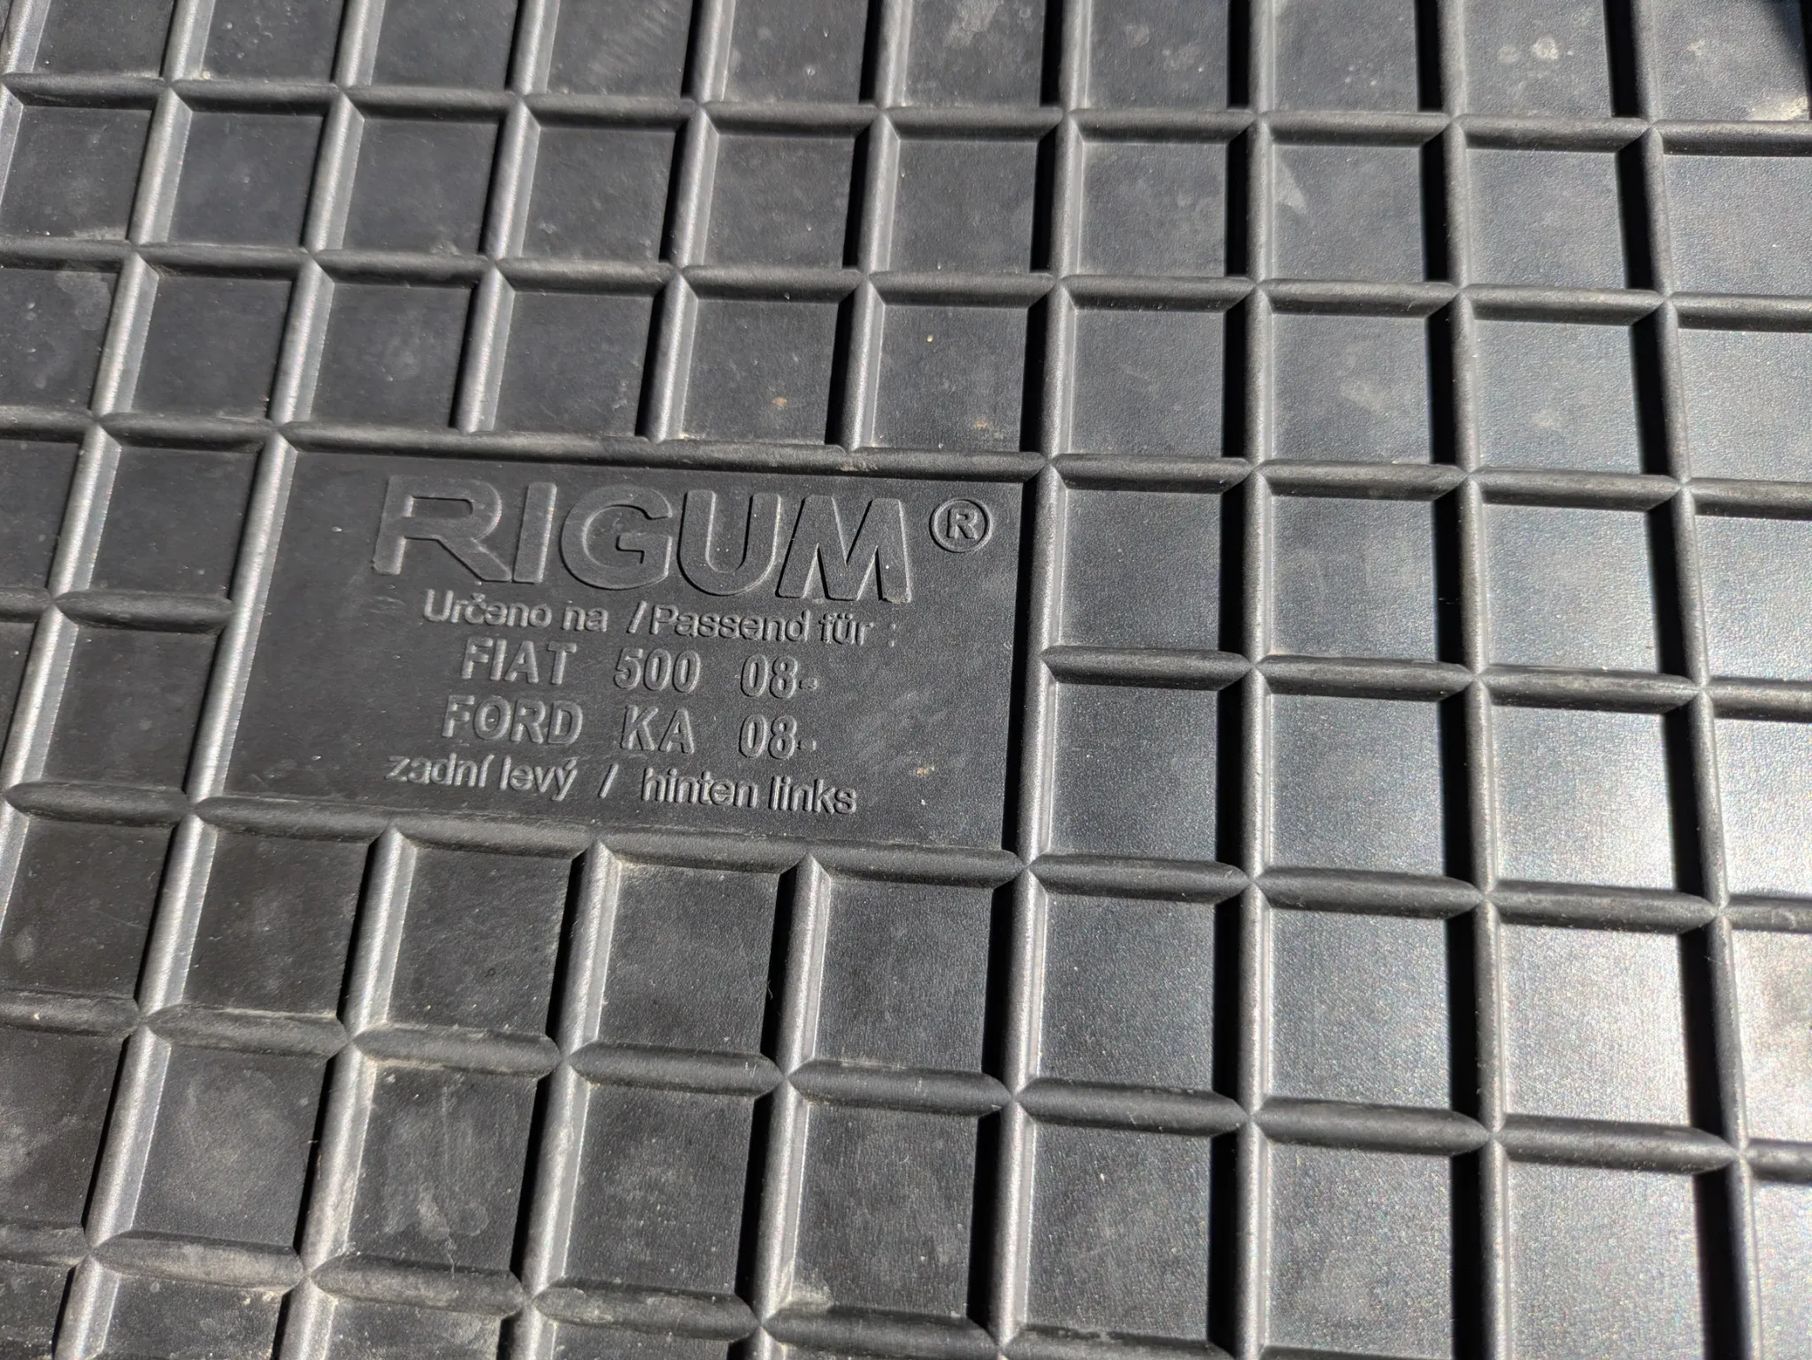 RIGUM®
Určeno na / Passend für :
FIAT 500 08-
FORD KA 08-
zadní levý / hinten links